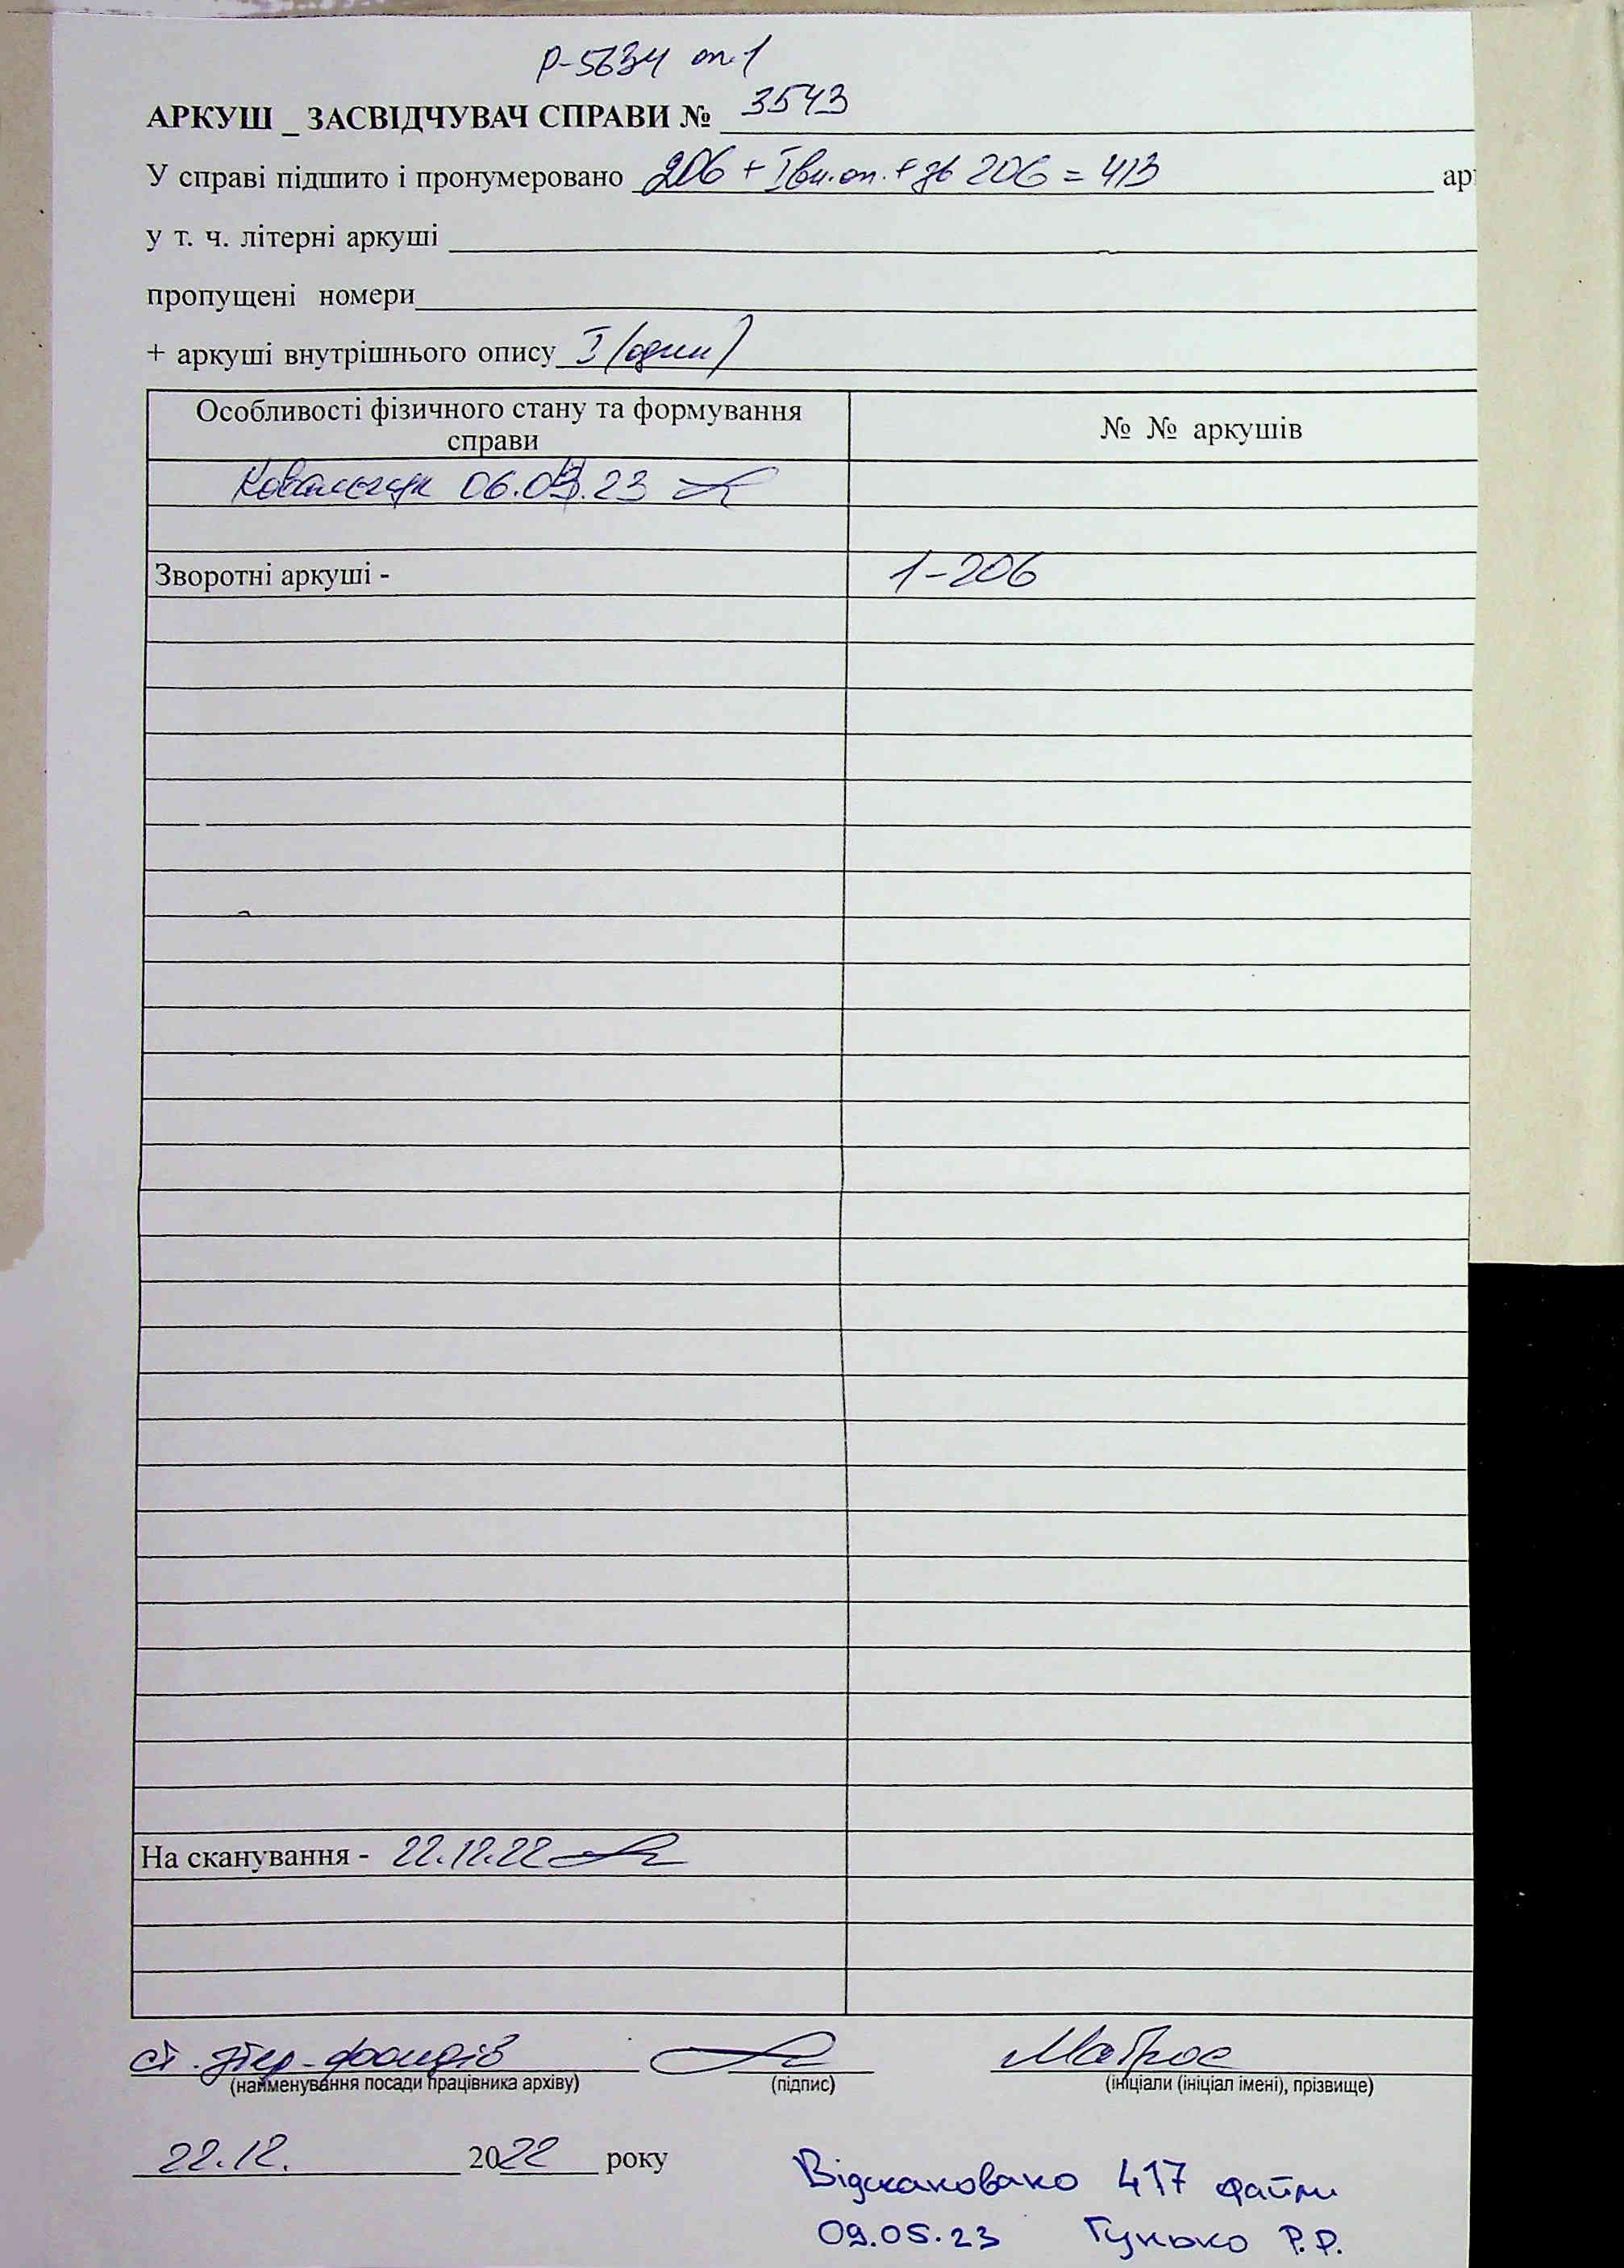 Р-5634 оп.1
АРКУШ _ ЗАСВІДЧУВАЧ СПРАВИ № 3543
У справі підшито і пронумеровано 206 + І вн.оп. + зв 206 = 413 ар
у т. ч. літерні аркуші
пропущені номери
+ аркуші внутрішнього опису І (один)
Особливості фізичного стану та формування справи
№ № аркушів
Ковальчук 06.03.23
Зворотні аркуші - 1-206
На сканування - 22.12.22
ст. збер. фондів Матрос
(найменування посади працівника архіву) (підпис) (ініціали (ініціал імені), прізвище)
22.12. 2022 року
Відскановано 417 файли
09.05.23 Гунько Р.Р.